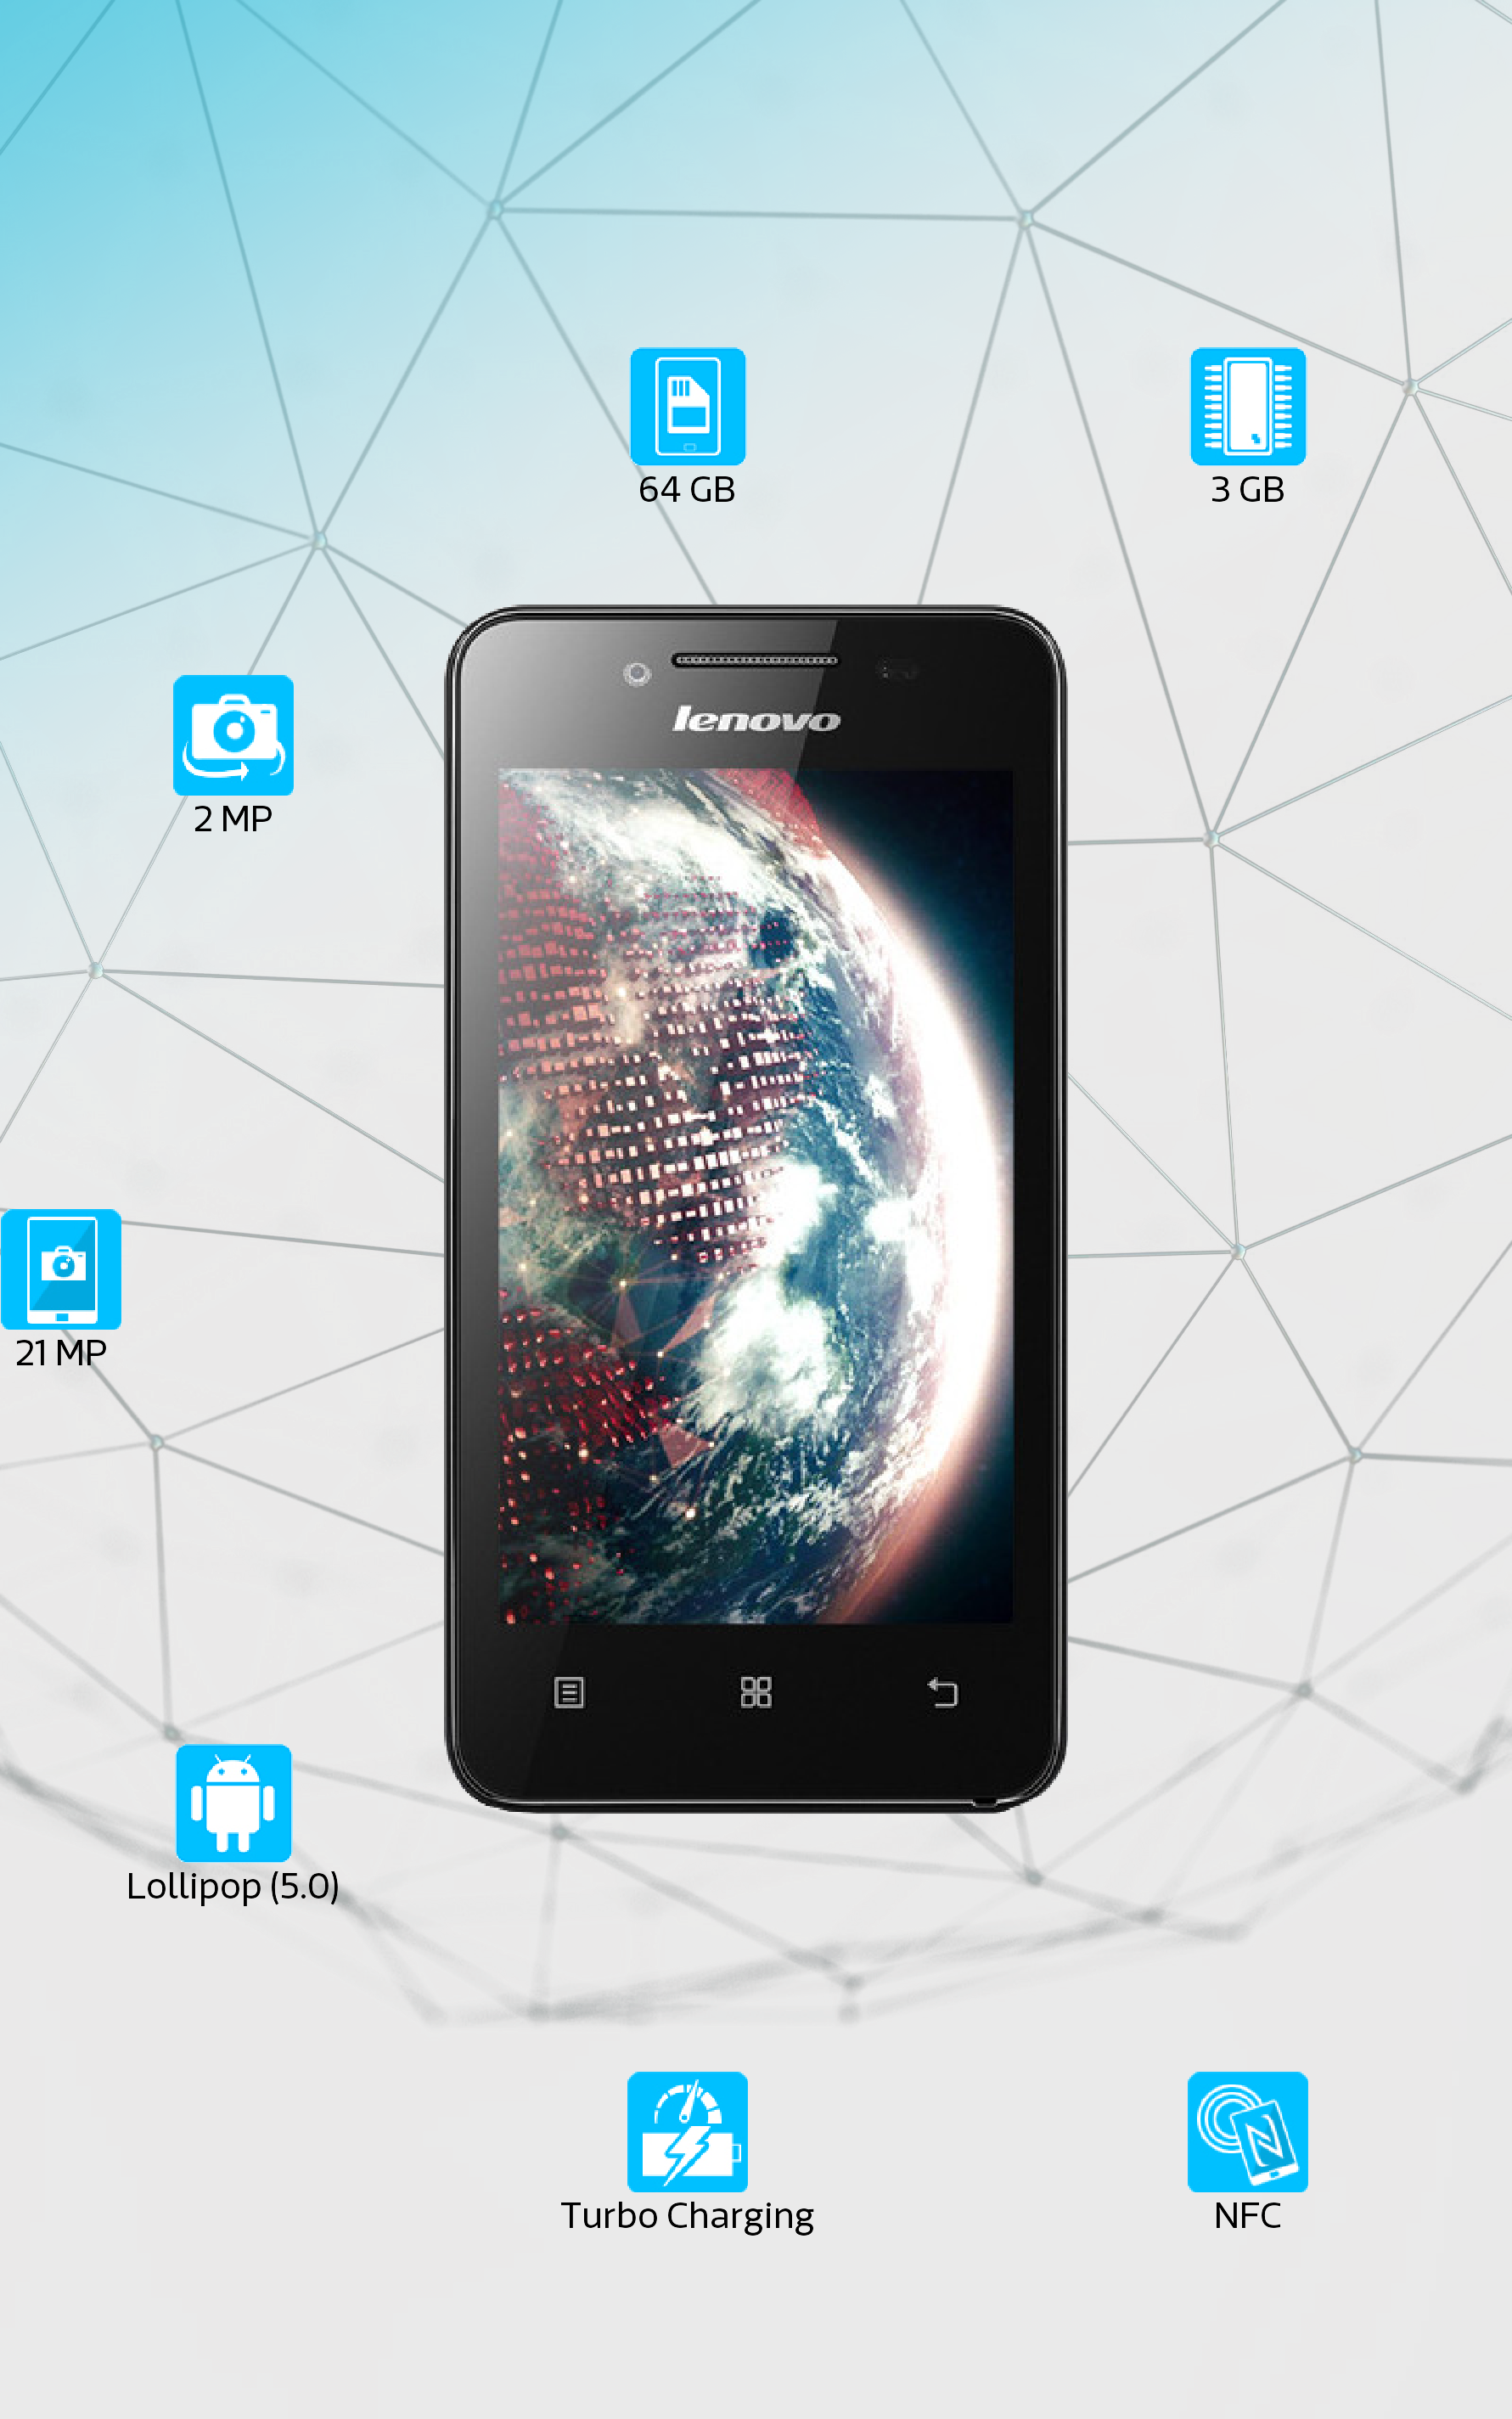 64 GB
3 GB
lenovo
2 MP
21 MP
Lollipop (5.0)
Turbo Charging
NFC